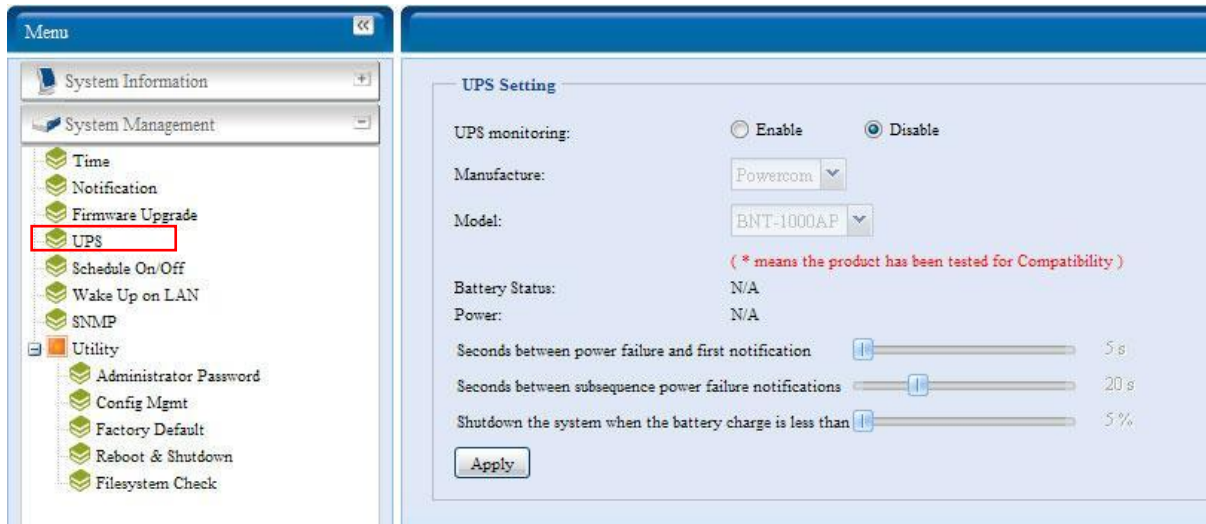 Menu
System Information
System Management
Time
Notification
Firmware Upgrade
UPS
Schedule On/Off
Wake Up on LAN
SNMP
Utility
Administrator Password
Config Mgmt
Factory Default
Reboot & Shutdown
Filesystem Check
UPS Setting
UPS monitoring: Enable Disable
Manufacture: Powercom
Model: BNT-1000AP
( * means the product has been tested for Compatibility )
Battery Status: N/A
Power: N/A
Seconds between power failure and first notification 5 s
Seconds between subsequence power failure notifications 20 s
Shutdown the system when the battery charge is less than 5 %
Apply